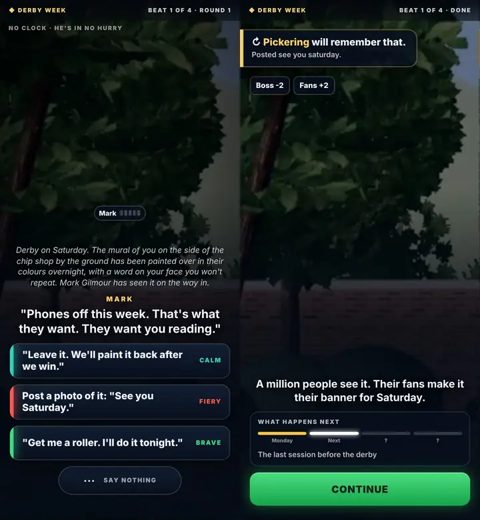 ◆ DERBY WEEK
BEAT 1 OF 4 · ROUND 1
NO CLOCK · HE'S IN NO HURRY
Mark
Derby on Saturday. The mural of you on the side of the
chip shop by the ground has been painted over in their
colours overnight, with a word on your face you won't
repeat. Mark Gilmour has seen it on the way in.
MARK
"Phones off this week. That's what
they want. They want you reading."
"Leave it. We'll paint it back after
we win."
CALM
Post a photo of it: "See you
Saturday."
FIERY
"Get me a roller. I'll do it tonight."
BRAVE
••• SAY NOTHING
◆ DERBY WEEK
BEAT 1 OF 4 · DONE
↻ Pickering will remember that.
Posted see you saturday.
Boss -2
Fans +2
A million people see it. Their fans make it
their banner for Saturday.
WHAT HAPPENS NEXT
Monday
Next
?
?
The last session before the derby
CONTINUE